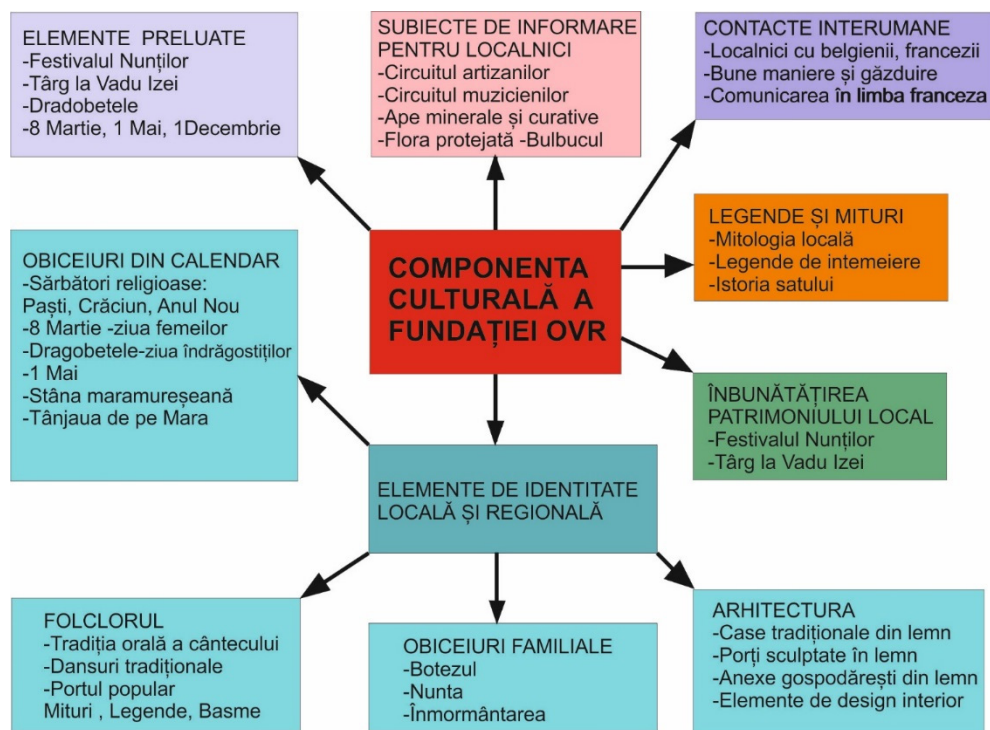 ELEMENTE PRELUATE
-Festivalul Nunților
-Târg la Vadu Izei
-Dradobetele
-8 Martie, 1 Mai, 1Decembrie
SUBIECTE DE INFORMARE
PENTRU LOCALNICI
-Circuitul artizanilor
-Circuitul muzicienilor
-Ape minerale și curative
-Flora protejată -Bulbucul
CONTACTE INTERUMANE
-Localnici cu belgienii, francezii
-Bune maniere și găzduire
-Comunicarea în limba franceza
OBICEIURI DIN CALENDAR
-Sărbători religioase:
Paști, Crăciun, Anul Nou
-8 Martie -ziua femeilor
-Dragobetele-ziua îndrăgostiților
-1 Mai
-Stâna maramureșeană
-Tânjaua de pe Mara
COMPONENTA
CULTURALĂ A
FUNDAȚIEI OVR
LEGENDE ȘI MITURI
-Mitologia locală
-Legende de intemeiere
-Istoria satului
ÎNBUNĂTĂȚIREA
PATRIMONIULUI LOCAL
-Festivalul Nunților
-Târg la Vadu Izei
ELEMENTE DE IDENTITATE
LOCALĂ ȘI REGIONALĂ
FOLCLORUL
-Tradiția orală a cântecului
-Dansuri tradiționale
-Portul popular
Mituri , Legende, Basme
OBICEIURI FAMILIALE
-Botezul
-Nunta
-Înmormântarea
ARHITECTURA
-Case tradiționale din lemn
-Porți sculptate în lemn
-Anexe gospodărești din lemn
-Elemente de design interior